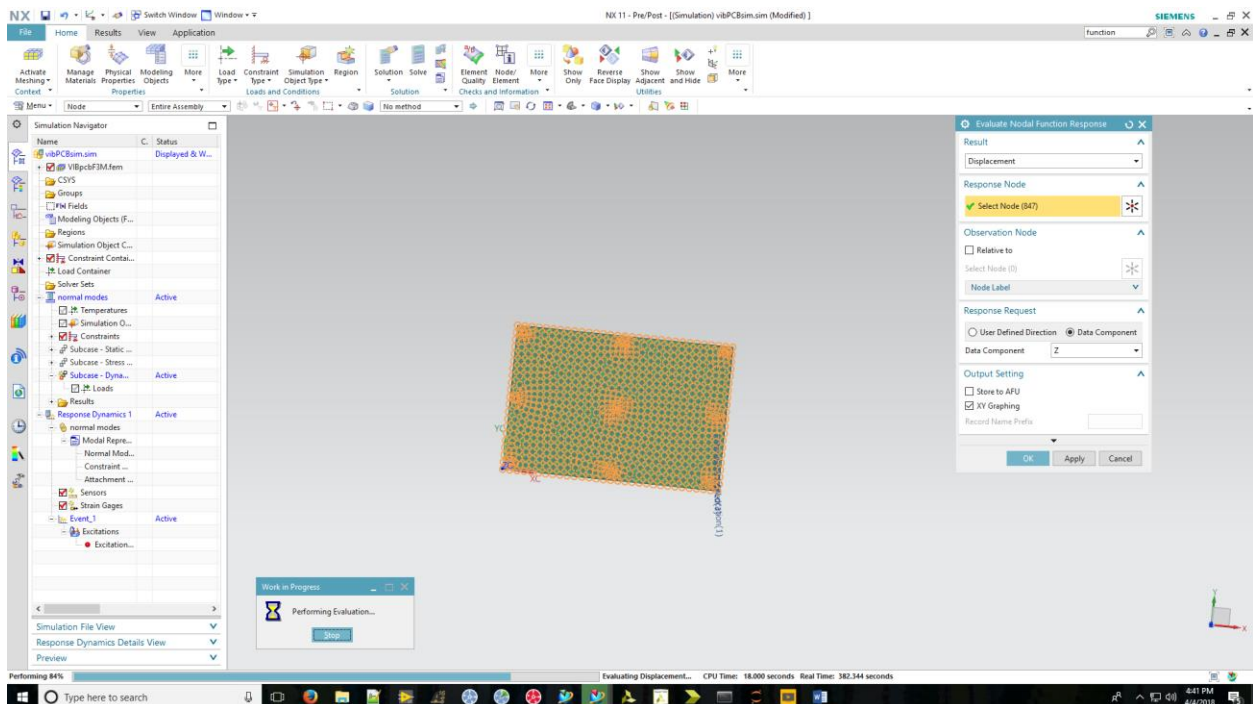 NX Switch Window Window NX 11 - Pre/Post - [(Simulation) vibPCBsim.sim (Modified) ] SIEMENS
File Home Results View Application function
Activate Meshing Manage Materials Physical Properties Modeling Objects More Load Type Constraint Type Simulation Object Type Region Solution Solve Element Quality Node/ Element More Show Only Reverse Face Display Show Adjacent Show and Hide More
Context Properties Loads and Conditions Solution Checks and Information Utilities
Menu Node Entire Assembly No method
Simulation Navigator
Name C. Status
vibPCBsim.sim Displayed & W...
VIBpcbF3M.fem
CSYS
Groups
Fields
Modeling Objects (F...
Regions
Simulation Object C...
Constraint Contai...
Load Container
Solver Sets
normal modes Active
Temperatures
Simulation O...
Constraints
Subcase - Static ...
Subcase - Stress ...
Subcase - Dyna... Active
Loads
Results
Response Dynamics 1 Active
normal modes
Modal Repre...
Normal Mod...
Constraint ...
Attachment ...
Sensors
Strain Gages
Event_1 Active
Excitations
Excitation...
Simulation File View
Response Dynamics Details View
Preview
YC
XC
Work in Progress
Performing Evaluation...
Stop
Evaluate Nodal Function Response
Result
Displacement
Response Node
Select Node (847)
Observation Node
Relative to
Select Node (0)
Node Label
Response Request
User Defined Direction Data Component
Data Component Z
Output Setting
Store to AFU
XY Graphing
Record Name Prefix
OK Apply Cancel
Y
X
Performing 84% Evaluating Displacement... CPU Time: 18.000 seconds Real Time: 382.344 seconds
Type here to search 4:41 PM
4/4/2018